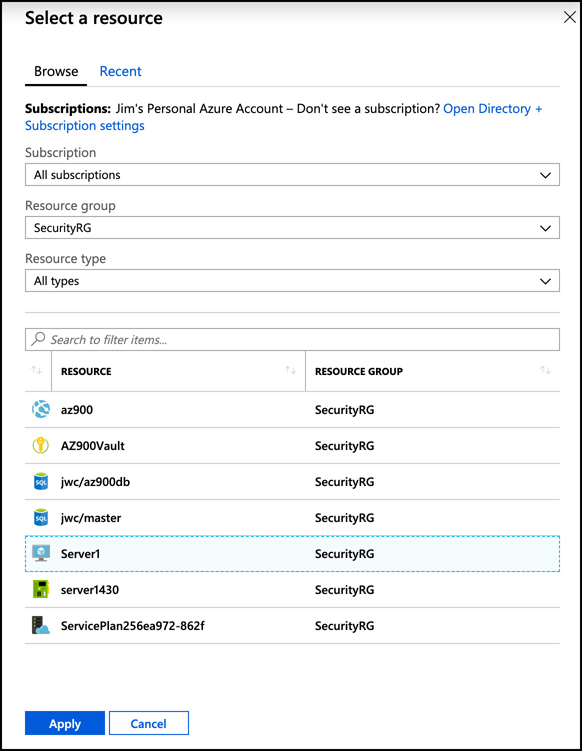 Select a resource
Browse Recent
Subscriptions: Jim's Personal Azure Account – Don't see a subscription? Open Directory +
Subscription settings
Subscription
All subscriptions
Resource group
SecurityRG
Resource type
All types
Search to filter items...
RESOURCE RESOURCE GROUP
az900 SecurityRG
AZ900Vault SecurityRG
SQL jwc/az900db SecurityRG
SQL jwc/master SecurityRG
Server1 SecurityRG
server1430 SecurityRG
ServicePlan256ea972-862f SecurityRG
Apply Cancel